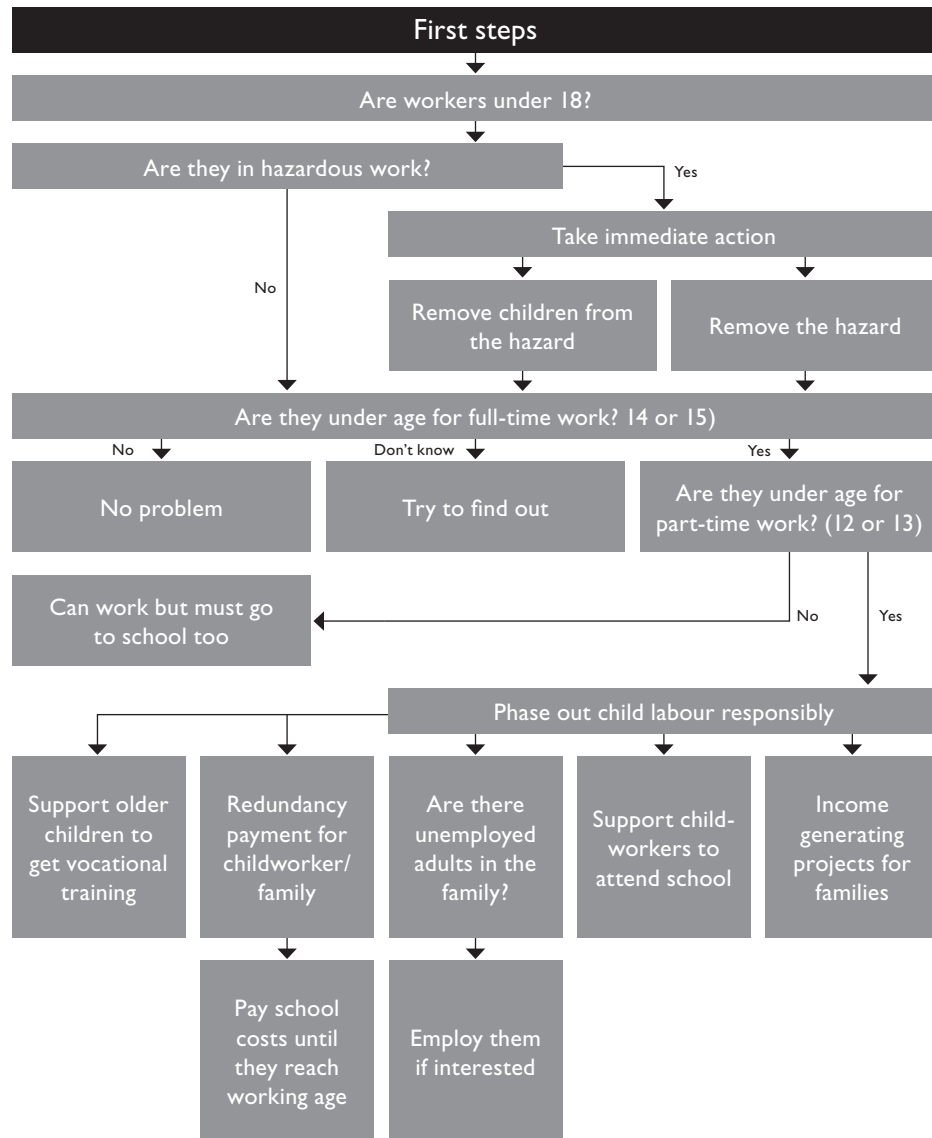 First steps
Are workers under 18?
Are they in hazardous work?
Yes
Take immediate action
No
Remove children from
the hazard
Remove the hazard
Are they under age for full-time work? 14 or 15)
No
Don't know
Yes
No problem
Try to find out
Are they under age for
part-time work? (12 or 13)
Can work but must go
to school too
No
Yes
Phase out child labour responsibly
Support older
children to
get vocational
training
Redundancy
payment for
childworker/
family
Are there
unemployed
adults in the
family?
Support child-
workers to
attend school
Income
generating
projects for
families
Pay school
costs until
they reach
working age
Employ them
if interested